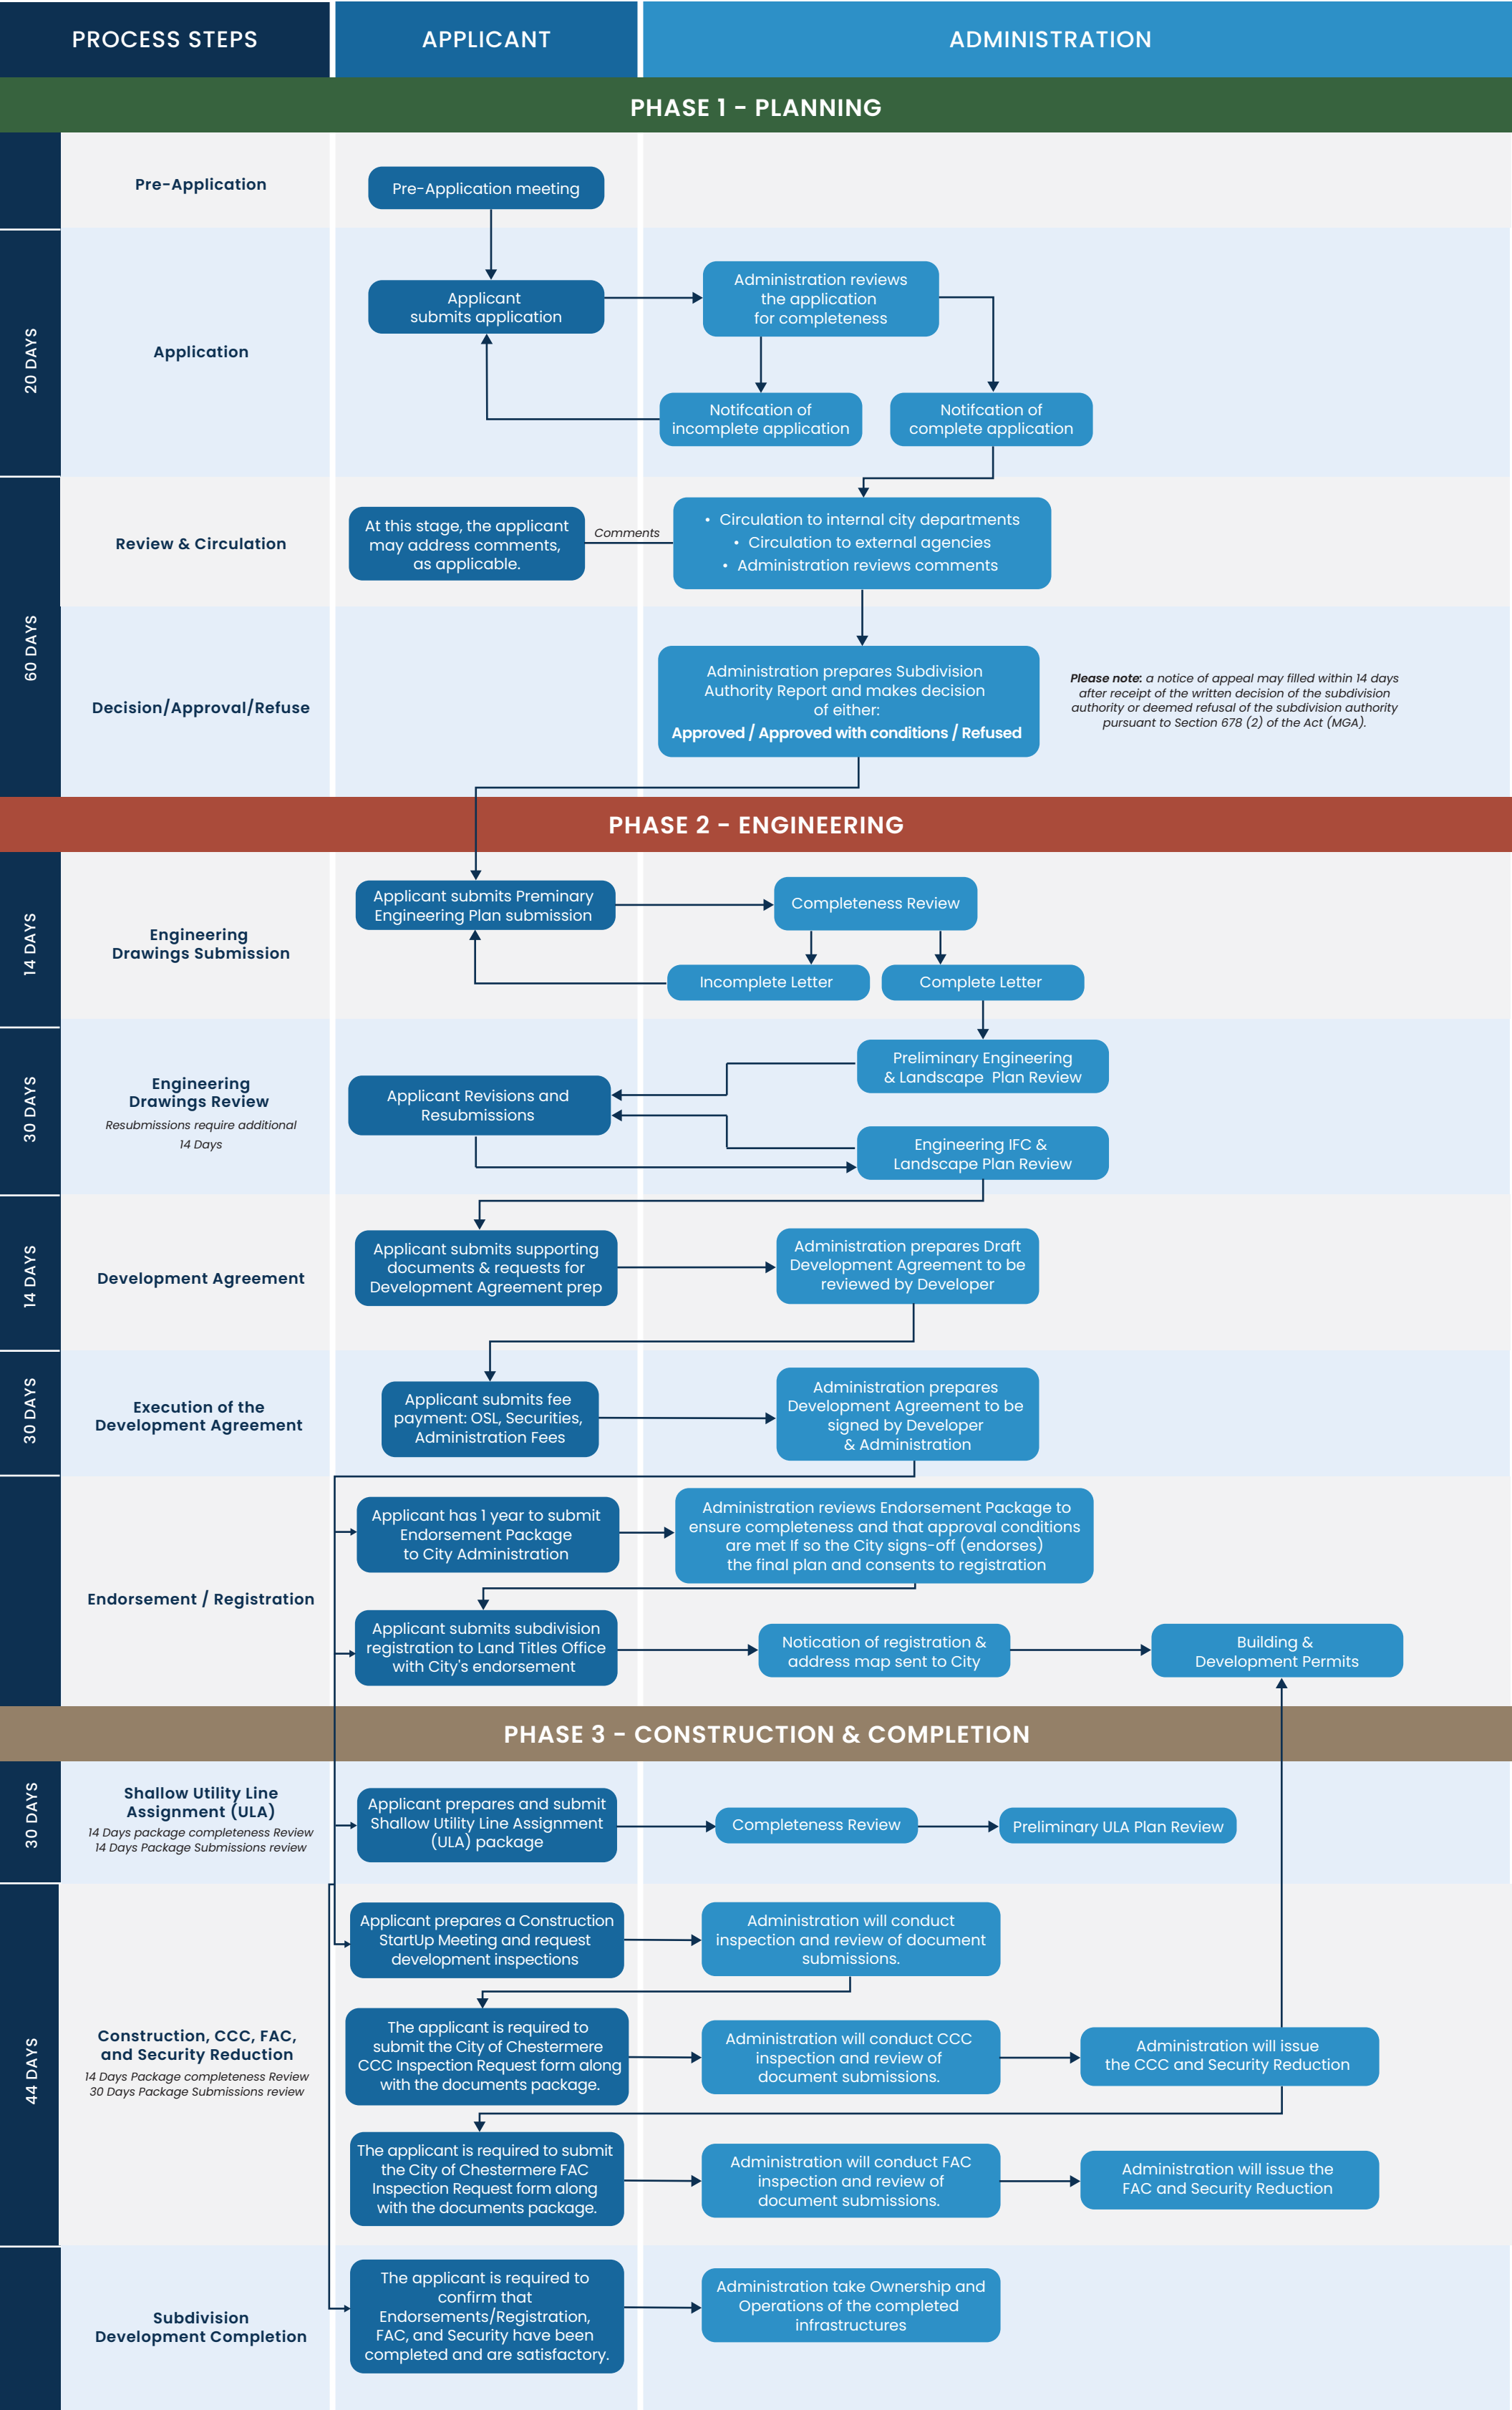 PROCESS STEPS
APPLICANT
ADMINISTRATION
PHASE 1 - PLANNING
Pre-Application
Pre-Application meeting
20 DAYS
Application
Applicant
submits application
Administration reviews
the application
for completeness
Notifcation of
incomplete application
Notifcation of
complete application
60 DAYS
Review & Circulation
At this stage, the applicant
may address comments,
as applicable.
Comments
• Circulation to internal city departments
• Circulation to external agencies
• Administration reviews comments
Decision/Approval/Refuse
Administration prepares Subdivision
Authority Report and makes decision
of either:
Approved / Approved with conditions / Refused
Please note: a notice of appeal may filled within 14 days
after receipt of the written decision of the subdivision
authority or deemed refusal of the subdivision authority
pursuant to Section 678 (2) of the Act (MGA).
PHASE 2 - ENGINEERING
14 DAYS
Engineering
Drawings Submission
Applicant submits Preminary
Engineering Plan submission
Completeness Review
Incomplete Letter
Complete Letter
30 DAYS
Engineering
Drawings Review
Resubmissions require additional
14 Days
Applicant Revisions and
Resubmissions
Preliminary Engineering
& Landscape Plan Review
Engineering IFC &
Landscape Plan Review
14 DAYS
Development Agreement
Applicant submits supporting
documents & requests for
Development Agreement prep
Administration prepares Draft
Development Agreement to be
reviewed by Developer
30 DAYS
Execution of the
Development Agreement
Applicant submits fee
payment: OSL, Securities,
Administration Fees
Administration prepares
Development Agreement to be
signed by Developer
& Administration
Endorsement / Registration
Applicant has 1 year to submit
Endorsement Package
to City Administration
Administration reviews Endorsement Package to
ensure completeness and that approval conditions
are met If so the City signs-off (endorses)
the final plan and consents to registration
Applicant submits subdivision
registration to Land Titles Office
with City's endorsement
Notication of registration &
address map sent to City
Building &
Development Permits
PHASE 3 - CONSTRUCTION & COMPLETION
30 DAYS
Shallow Utility Line
Assignment (ULA)
14 Days package completeness Review
14 Days Package Submissions review
Applicant prepares and submit
Shallow Utility Line Assignment
(ULA) package
Completeness Review
Preliminary ULA Plan Review
44 DAYS
Construction, CCC, FAC,
and Security Reduction
14 Days Package completeness Review
30 Days Package Submissions review
Applicant prepares a Construction
StartUp Meeting and request
development inspections
Administration will conduct
inspection and review of document
submissions.
The applicant is required to
submit the City of Chestermere
CCC Inspection Request form along
with the documents package.
Administration will conduct CCC
inspection and review of
document submissions.
Administration will issue
the CCC and Security Reduction
The applicant is required to submit
the City of Chestermere FAC
Inspection Request form along
with the documents package.
Administration will conduct FAC
inspection and review of
document submissions.
Administration will issue the
FAC and Security Reduction
Subdivision
Development Completion
The applicant is required to
confirm that
Endorsements/Registration,
FAC, and Security have been
completed and are satisfactory.
Administration take Ownership and
Operations of the completed
infrastructures